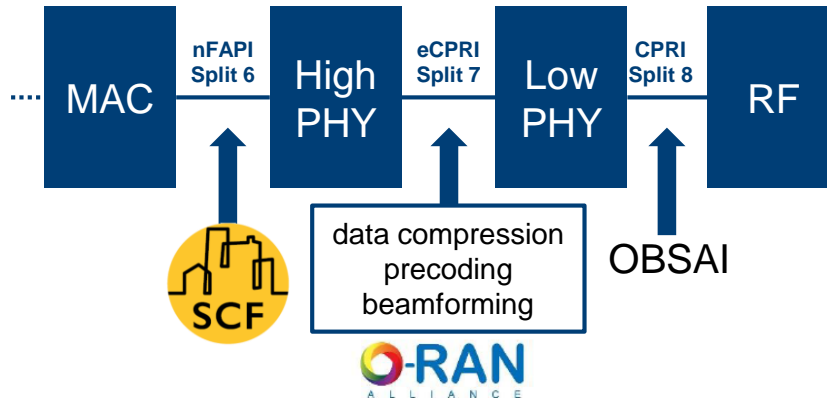 nFAPI
Split 6
eCPRI
Split 7
CPRI
Split 8
MAC
High
PHY
Low
PHY
RF
data compression
precoding
beamforming
OBSAI
SCF
O-RAN
ALLIANCE